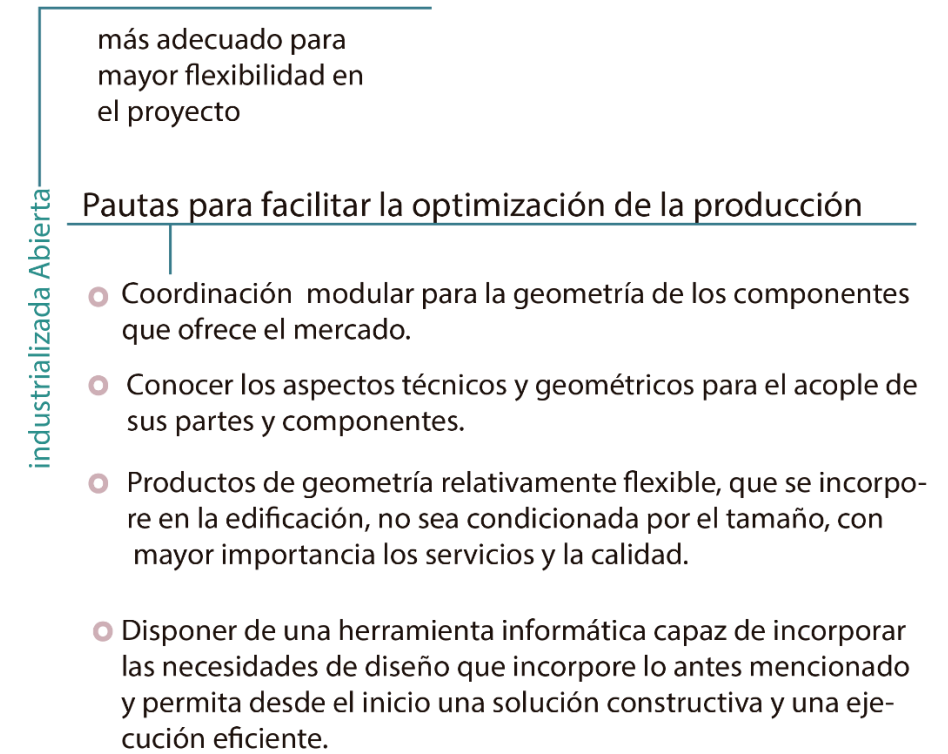 más adecuado para
mayor flexibilidad en
el proyecto
industrializada Abierta
Pautas para facilitar la optimización de la producción
Coordinación modular para la geometría de los componentes
que ofrece el mercado.
Conocer los aspectos técnicos y geométricos para el acople de
sus partes y componentes.
Productos de geometría relativamente flexible, que se incorpo-
re en la edificación, no sea condicionada por el tamaño, con
mayor importancia los servicios y la calidad.
Disponer de una herramienta informática capaz de incorporar
las necesidades de diseño que incorpore lo antes mencionado
y permita desde el inicio una solución constructiva y una eje-
cución eficiente.